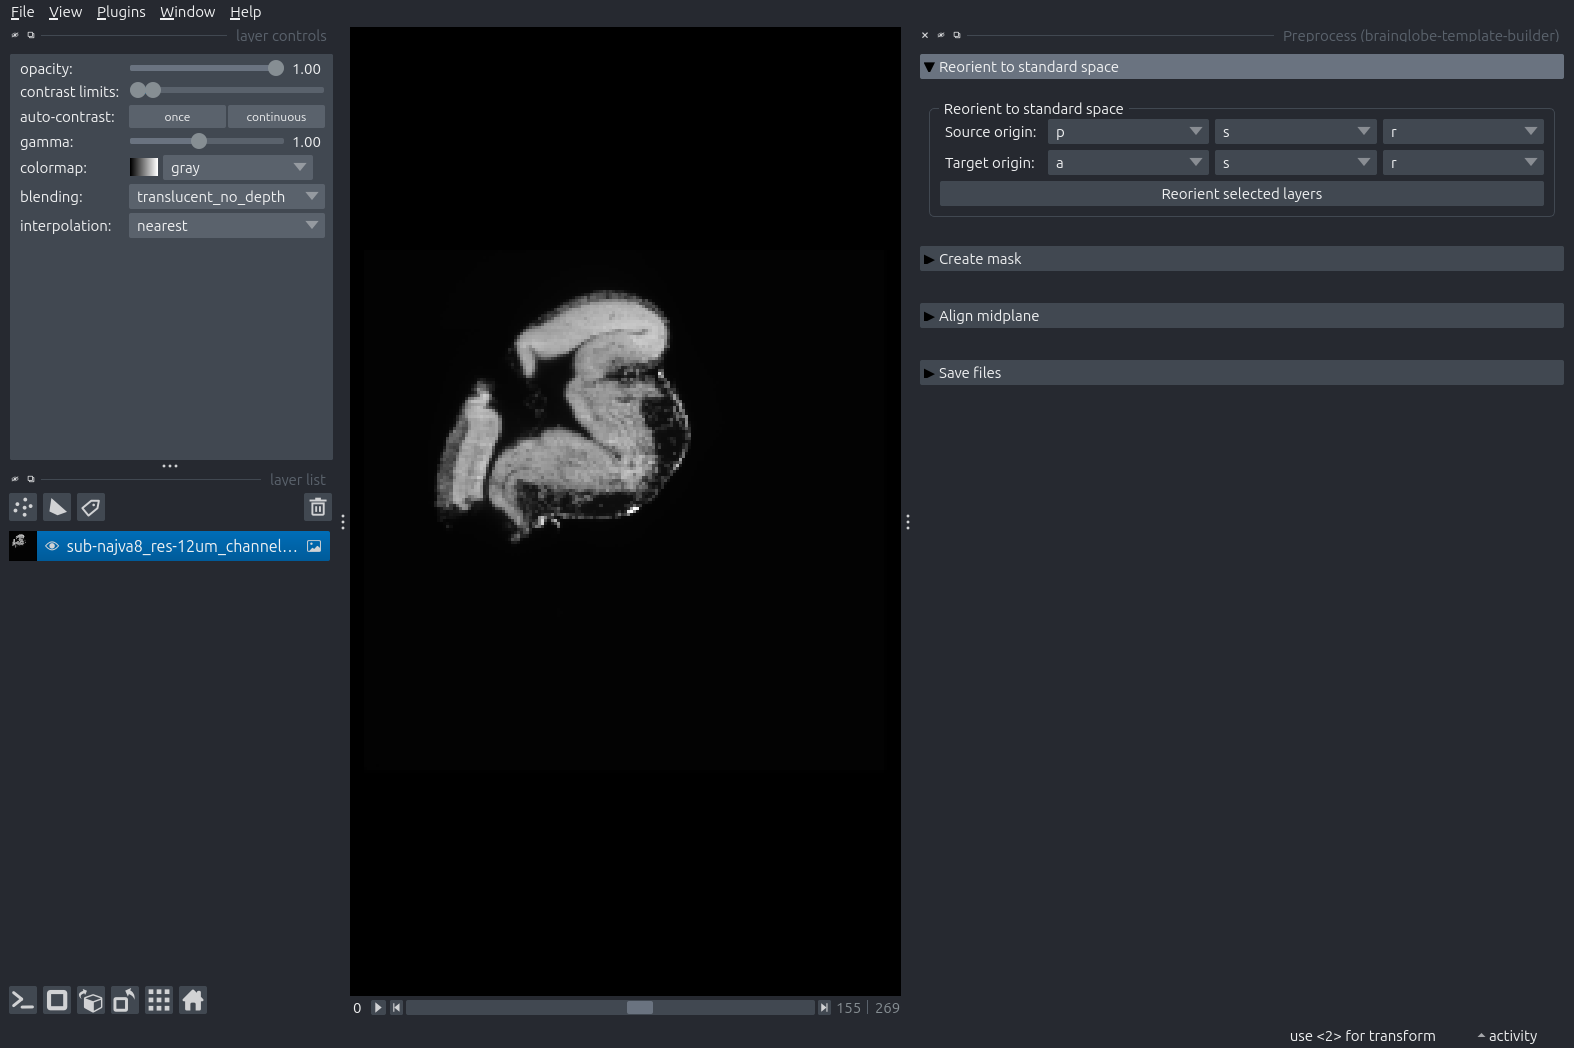 File View Plugins Window Help
layer controls
opacity: 1.00
contrast limits:
auto-contrast: once continuous
gamma: 1.00
colormap: gray
blending: translucent_no_depth
interpolation: nearest
layer list
sub-najva8_res-12um_channel...
0 155 269
Preprocess (brainglobe-template-builder)
Reorient to standard space
Reorient to standard space
Source origin: p s r
Target origin: a s r
Reorient selected layers
Create mask
Align midplane
Save files
use <2> for transform activity